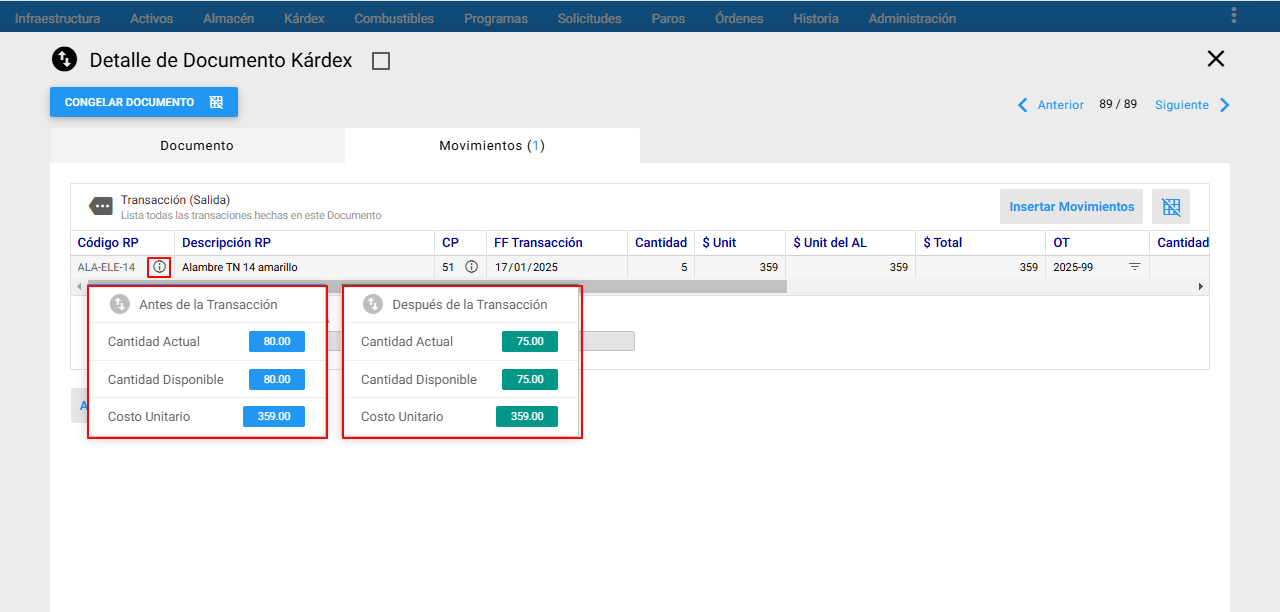 Infraestructura Activos Almacén Kárdex Combustibles Programas Solicitudes Paros Órdenes Historia Administración
Detalle de Documento Kárdex
CONGELAR DOCUMENTO
Anterior 89 / 89 Siguiente
Documento Movimientos (1)
Transacción (Salida)
Lista todas las transaciones hechas en este Documento
Insertar Movimientos
Código RP Descripción RP CP FF Transacción Cantidad $ Unit $ Unit del AL $ Total OT Cantidad
ALA-ELE-14 Alambre TN 14 amarillo 51 17/01/2025 5 359 359 359 2025-99
Antes de la Transacción
Cantidad Actual 80.00
Cantidad Disponible 80.00
Costo Unitario 359.00
Después de la Transacción
Cantidad Actual 75.00
Cantidad Disponible 75.00
Costo Unitario 359.00